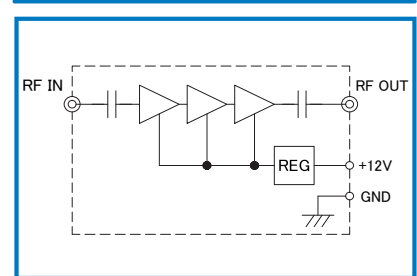 RF IN
RF OUT
REG
+12V
GND